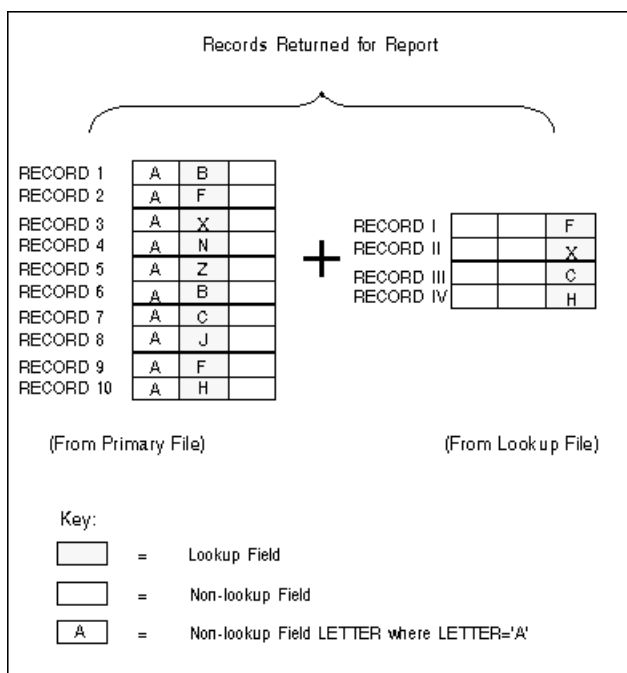 Records Returned for Report
RECORD 1 A B
RECORD 2 A F
RECORD 3 A X
RECORD 4 A N
RECORD 5 A Z
RECORD 6 A B
RECORD 7 A C
RECORD 8 A J
RECORD 9 A F
RECORD 10 A H
+
RECORD I F
RECORD II X
RECORD III C
RECORD IV H
(From Primary File) (From Lookup File)
Key:
= Lookup Field
= Non-lookup Field
A = Non-lookup Field LETTER where LETTER='A'